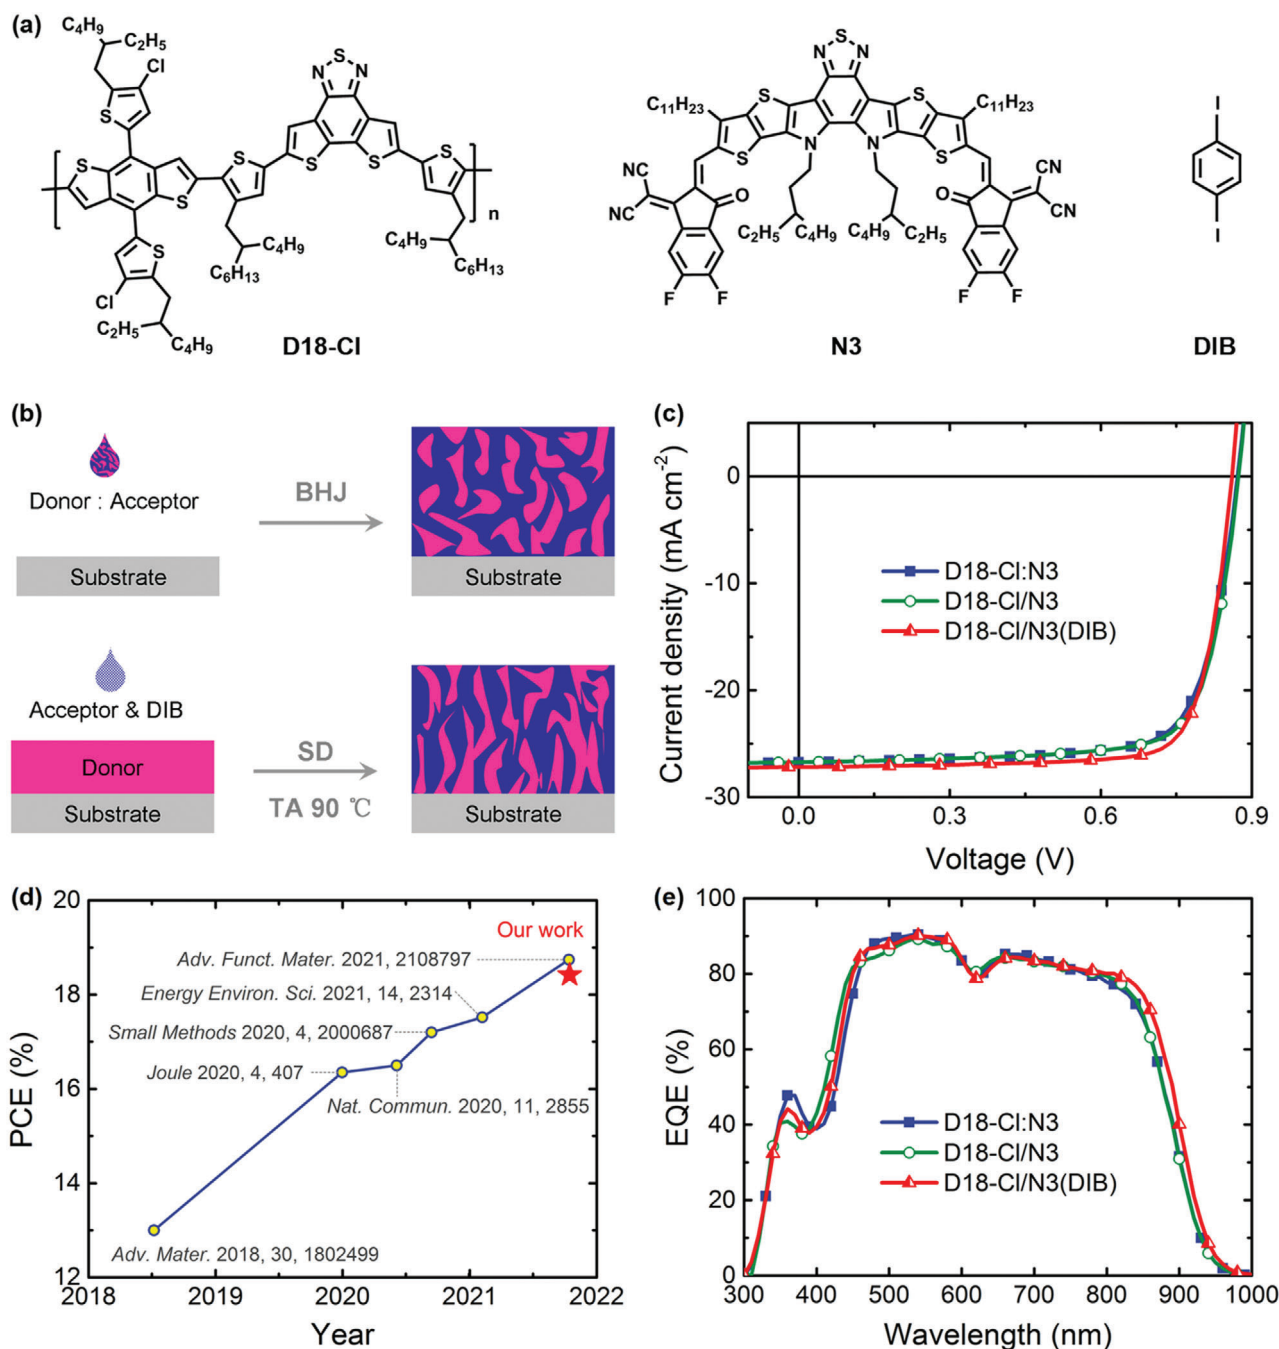 (a)
C₄H₉
C₂H₅
Cl
S
N S N
S
S
S
S
S
S
S
n
C₄H₉
C₆H₁₃
C₄H₉
C₆H₁₃
S
Cl
C₂H₅
C₄H₉
D18-Cl
N S N
C₁₁H₂₃
S
S
C₁₁H₂₃
S
N
N
S
NC
NC
O
C₂H₅
C₄H₉
C₄H₉
C₂H₅
O
CN
CN
F
F
F
F
N3
I
I
DIB
(b)
Donor : Acceptor
Substrate
BHJ
Substrate
Acceptor & DIB
Donor
Substrate
SD
TA 90 ℃
Substrate
(c)
Current density (mA cm⁻²)
0
-10
-20
-30
D18-Cl:N3
D18-Cl/N3
D18-Cl/N3(DIB)
0.0 0.3 0.6 0.9
Voltage (V)
(d)
PCE (%)
20
18
16
14
12
Our work
Adv. Funct. Mater. 2021, 2108797
Energy Environ. Sci. 2021, 14, 2314
Small Methods 2020, 4, 2000687
Joule 2020, 4, 407
Nat. Commun. 2020, 11, 2855
Adv. Mater. 2018, 30, 1802499
2018 2019 2020 2021 2022
Year
(e)
EQE (%)
100
80
60
40
20
0
D18-Cl:N3
D18-Cl/N3
D18-Cl/N3(DIB)
300 400 500 600 700 800 900 1000
Wavelength (nm)